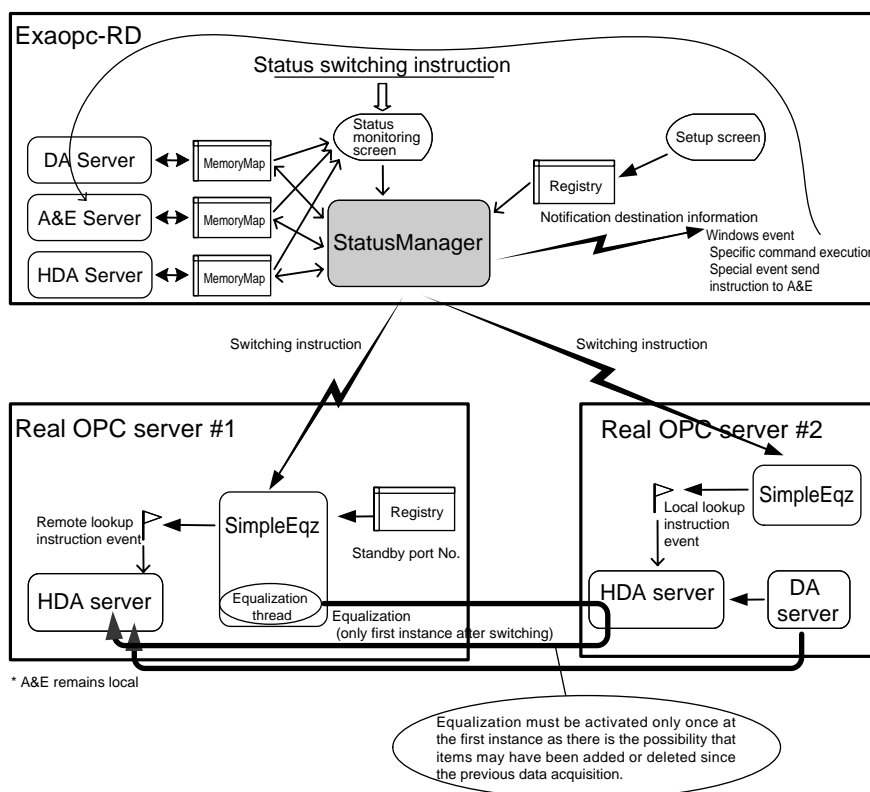 Exaopc-RD
Status switching instruction
Status
monitoring
screen
Setup screen
DA Server
MemoryMap
A&E Server
MemoryMap
HDA Server
MemoryMap
StatusManager
Registry
Notification destination information
Windows event
Specific command execution
Special event send
instruction to A&E
Switching instruction
Switching instruction
Real OPC server #1
SimpleEqz
Registry
Standby port No.
Remote lookup
instruction event
HDA server
Equalization
thread
Equalization
(only first instance after switching)
Real OPC server #2
SimpleEqz
Local lookup
instruction
event
HDA server
DA
server
* A&E remains local
Equalization must be activated only once at
the first instance as there is the possibility that
items may have been added or deleted since
the previous data acquisition.